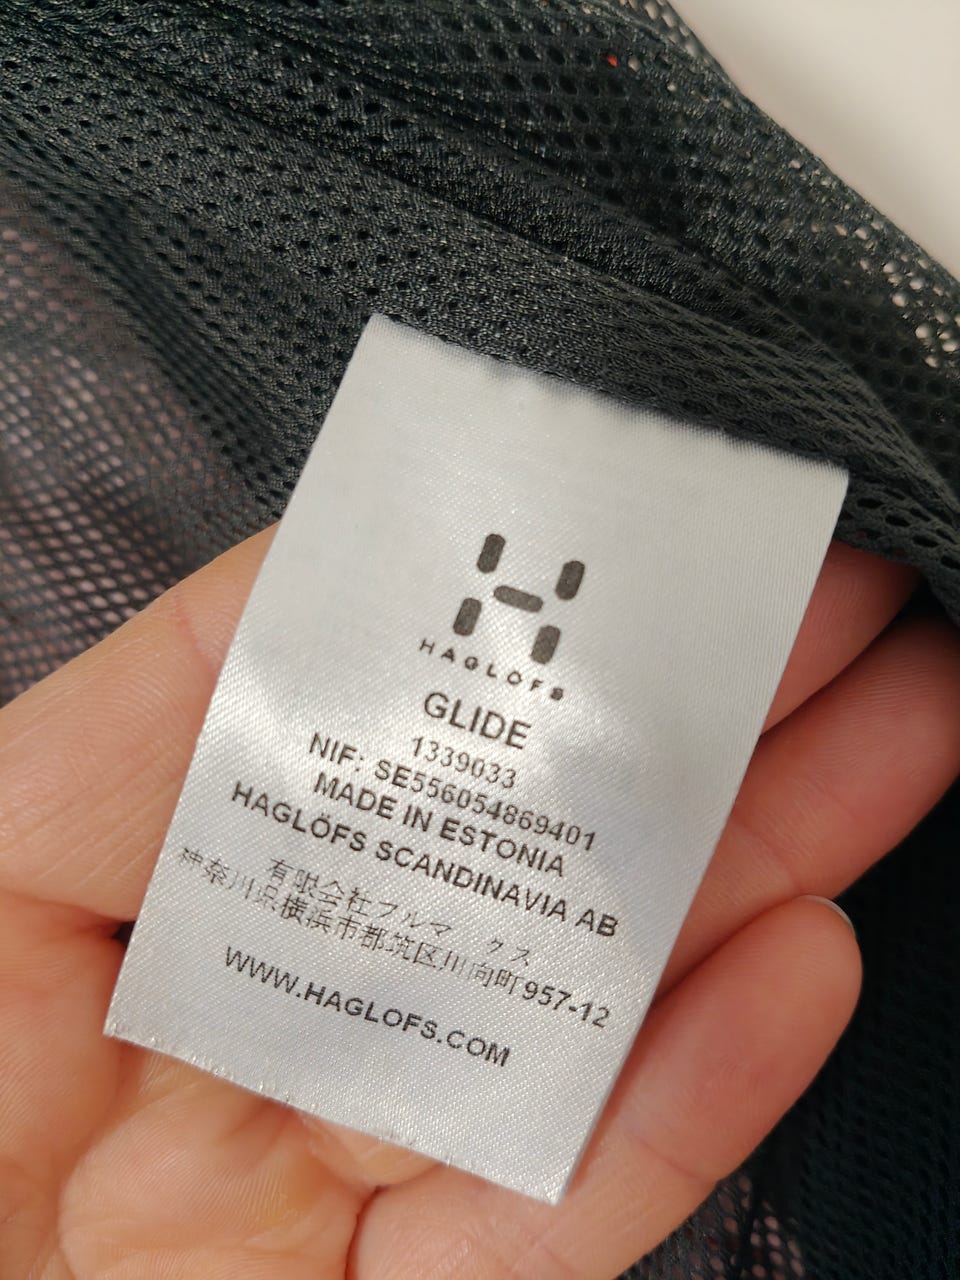 HAGLÖFS
GLIDE
1339033
NIF: SE556054869401
MADE IN ESTONIA
HAGLÖFS SCANDINAVIA AB
有限会社フルマ クス
神奈川県横浜市都筑区川向町957-12
WWW.HAGLOFS.COM